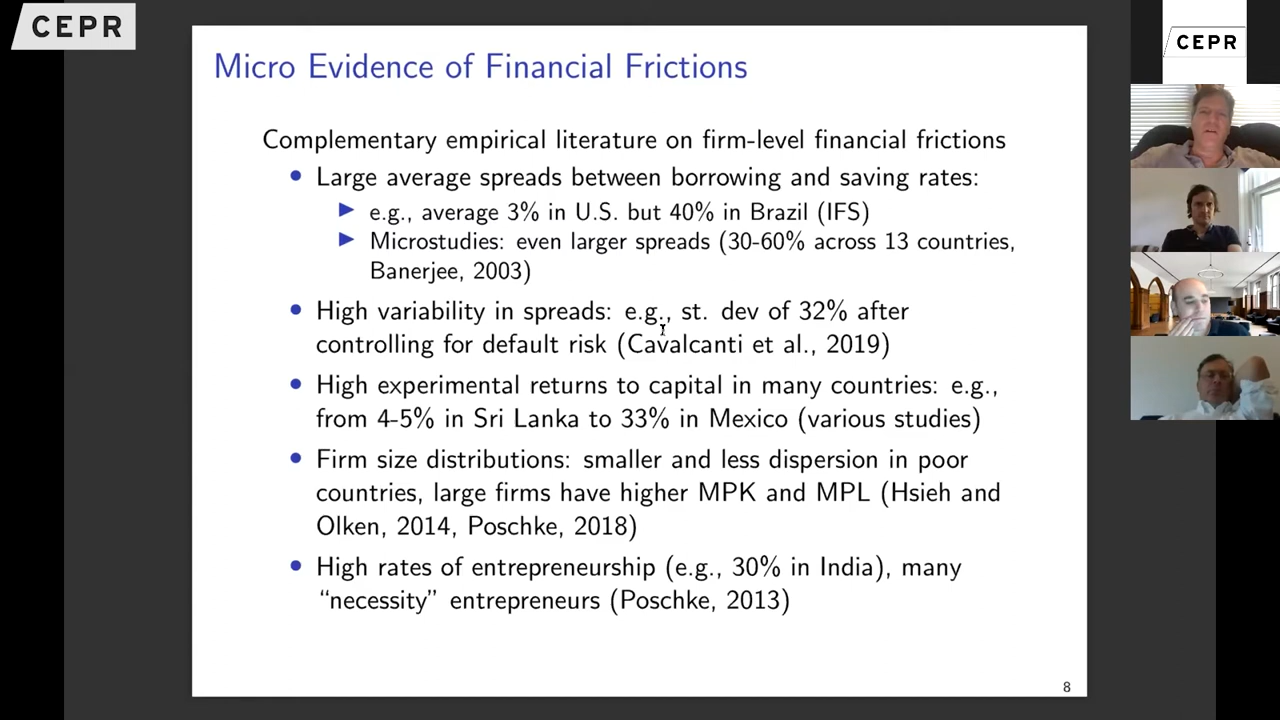 CEPR
CEPR
Micro Evidence of Financial Frictions
Complementary empirical literature on firm-level financial frictions
• Large average spreads between borrowing and saving rates:
▶ e.g., average 3% in U.S. but 40% in Brazil (IFS)
▶ Microstudies: even larger spreads (30-60% across 13 countries,
Banerjee, 2003)
• High variability in spreads: e.g., st. dev of 32% after
controlling for default risk (Cavalcanti et al., 2019)
• High experimental returns to capital in many countries: e.g.,
from 4-5% in Sri Lanka to 33% in Mexico (various studies)
• Firm size distributions: smaller and less dispersion in poor
countries, large firms have higher MPK and MPL (Hsieh and
Olken, 2014, Poschke, 2018)
• High rates of entrepreneurship (e.g., 30% in India), many
“necessity” entrepreneurs (Poschke, 2013)
8